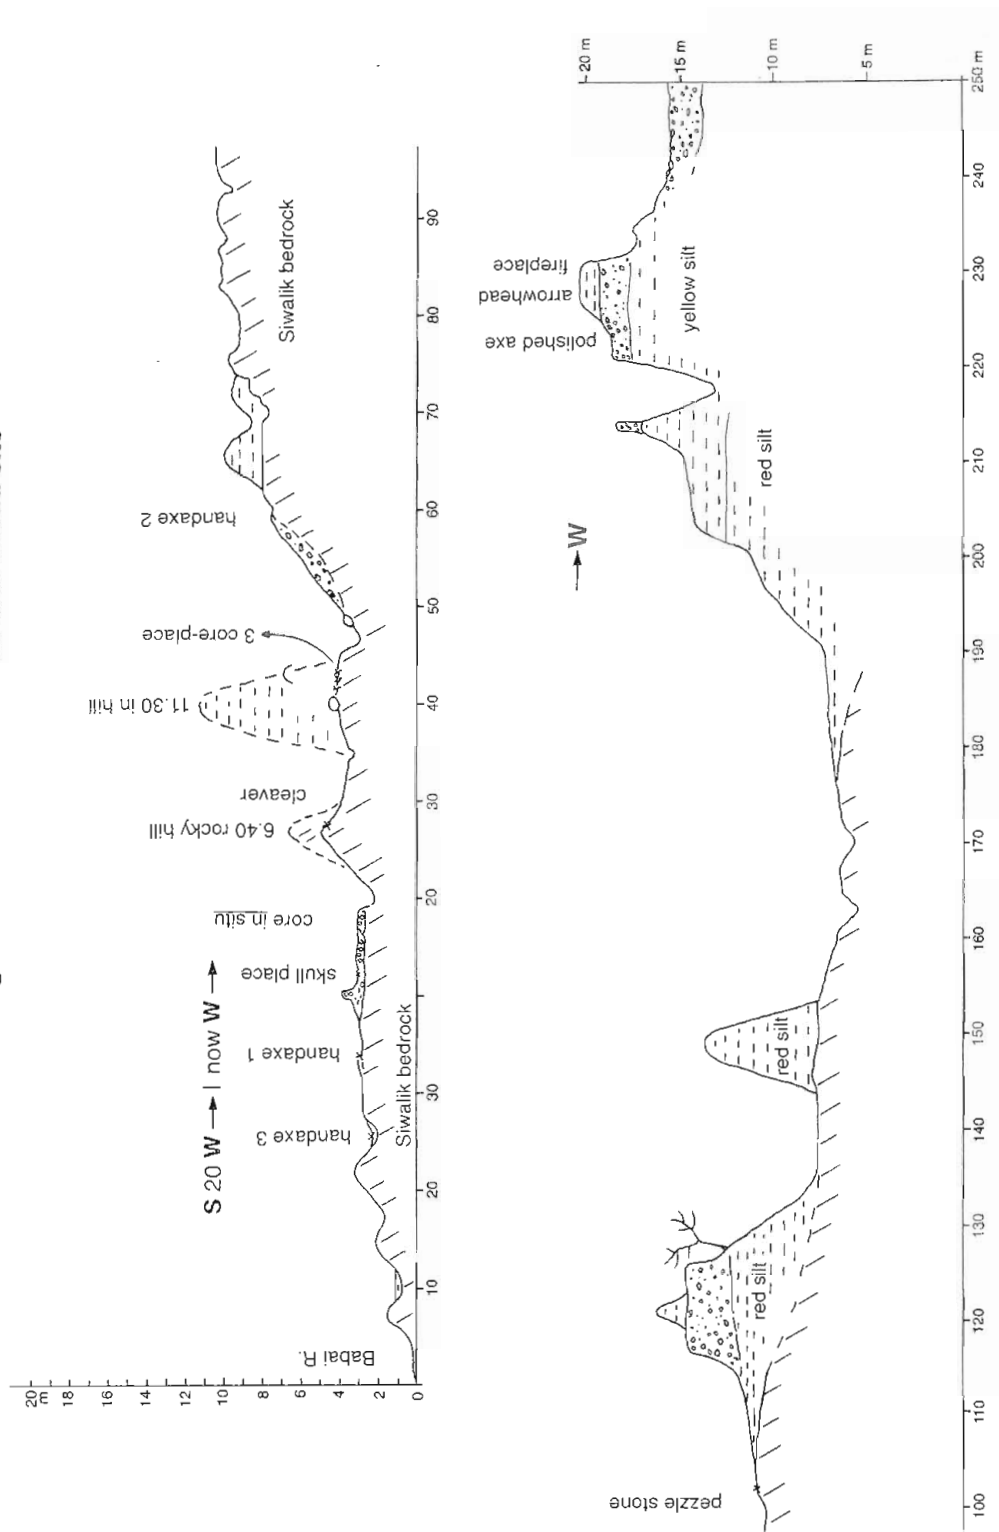 20
m
18
16
14
12
10
8
6
4
2
0
Babai R.
S 20 W → I now W →
handaxe 3
handaxe 1
skull place
core in situ
6.40 rocky hill
cleaver
11.30 in hill
3 core-place
handaxe 2
Siwalik bedrock
Siwalik bedrock
10
20
30
20
30
40
50
60
70
80
90
→ W
pezzle stone
red silt
red silt
red silt
yellow silt
polished axe
arrowhead
fireplace
20 m
15 m
10 m
5 m
100
110
120
130
140
150
160
170
180
190
200
210
220
230
240
250 m